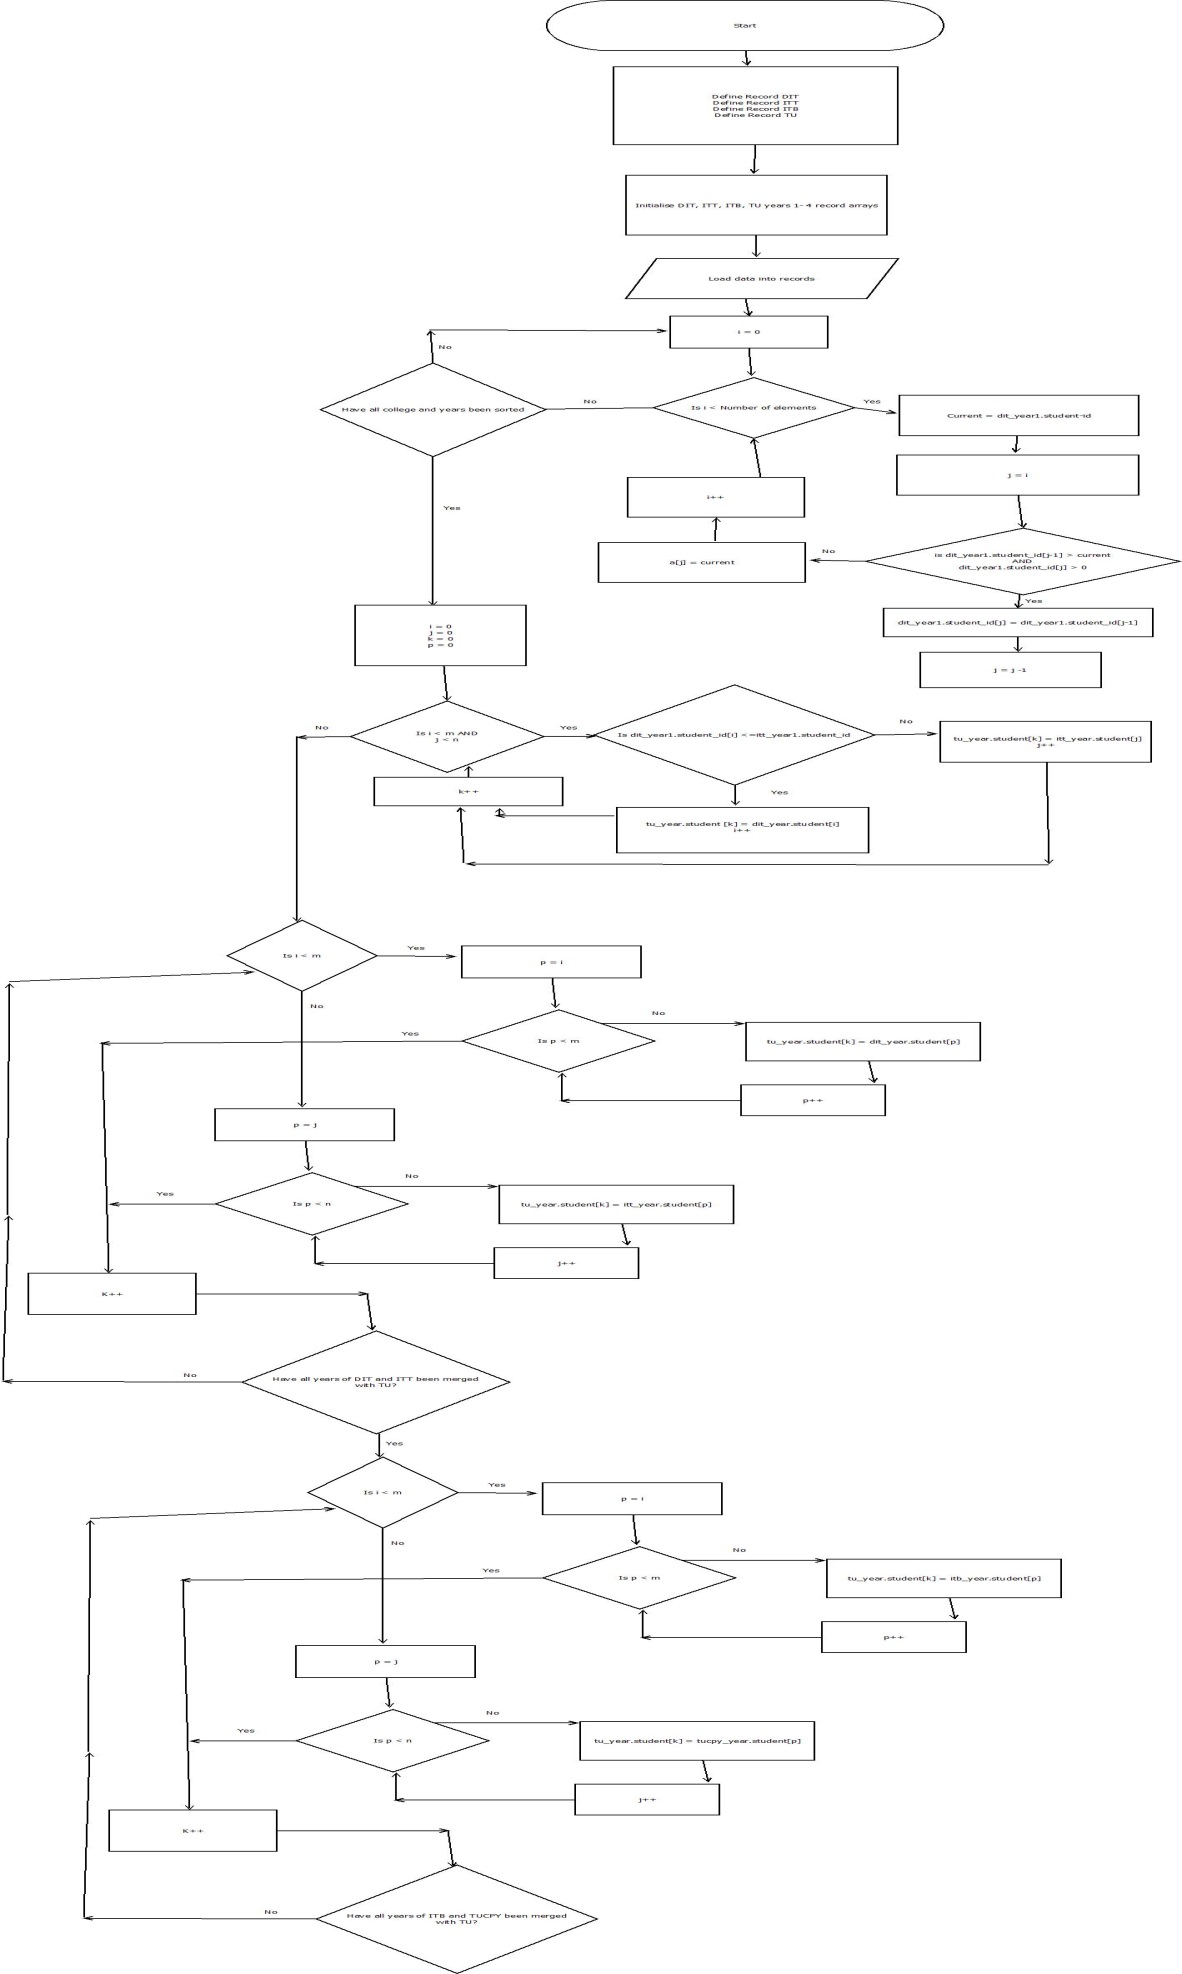 Start
Define Record DIT
Define Record ITT
Define Record ITB
Define Record TU
Initialise DIT, ITT, ITB, TU years 1- 4 record arrays
Load data into records
i = 0
No
Have all college and years been sorted
No
Is i < Number of elements
Yes
Current = dit_year1.student-id
j = i
i++
Yes
is dit_year1.student_id[j-1] > current
AND
dit_year1.student_id[j] > 0
No
a[j] = current
Yes
dit_year1.student_id[j] = dit_year1.student_id[j-1]
j = j -1
i = 0
j = 0
k = 0
p = 0
No
Is i < m AND
j < n
Yes
Is dit_year1.student_id[i] <=itt_year1.student_id
No
tu_year.student[k] = itt_year.student[j]
j++
k++
Yes
tu_year.student [k] = dit_year.student[i]
i++
Is i < m
Yes
p = i
No
Yes
Is p < m
No
tu_year.student[k] = dit_year.student[p]
p++
p = j
Yes
Is p < n
No
tu_year.student[k] = itt_year.student[p]
j++
K++
No
Have all years of DIT and ITT been merged
with TU?
Yes
Is i < m
Yes
p = i
No
Yes
Is p < m
No
tu_year.student[k] = itb_year.student[p]
p++
p = j
Yes
Is p < n
No
tu_year.student[k] = tucpy_year.student[p]
j++
K++
No
Have all years of ITB and TUCPY been merged
with TU?